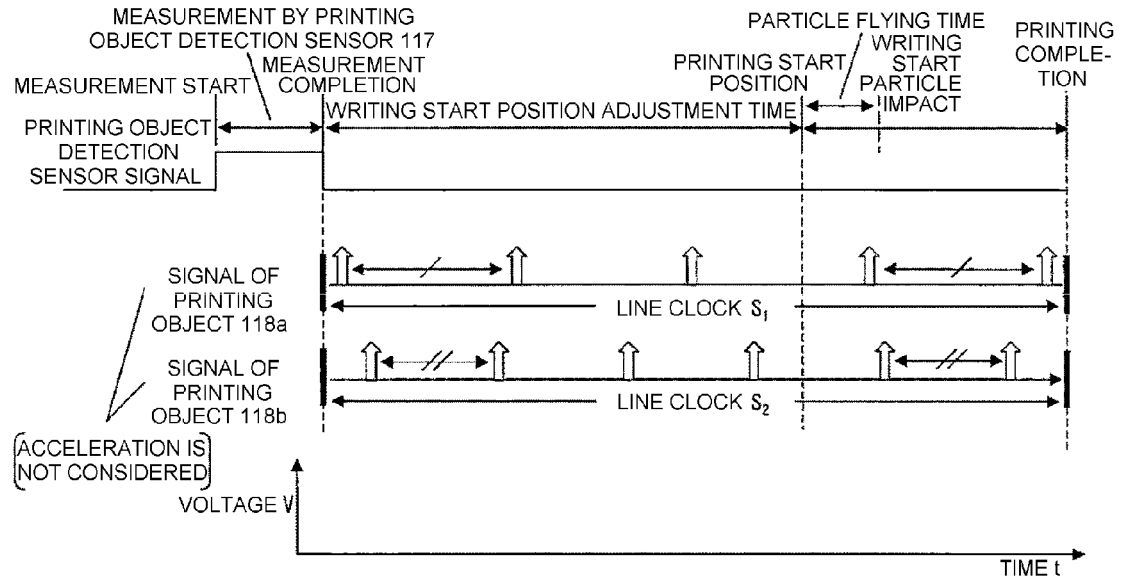 MEASUREMENT BY PRINTING
OBJECT DETECTION SENSOR 117
MEASUREMENT START
MEASUREMENT
COMPLETION
PARTICLE FLYING TIME
WRITING
START
PARTICLE
IMPACT
PRINTING START
POSITION
PRINTING
COMPLE-
TION
WRITING START POSITION ADJUSTMENT TIME
PRINTING OBJECT
DETECTION
SENSOR SIGNAL
SIGNAL OF
PRINTING
OBJECT 118a
LINE CLOCK S1
SIGNAL OF
PRINTING
OBJECT 118b
LINE CLOCK S2
(ACCELERATION IS
NOT CONSIDERED)
VOLTAGE V
TIME t